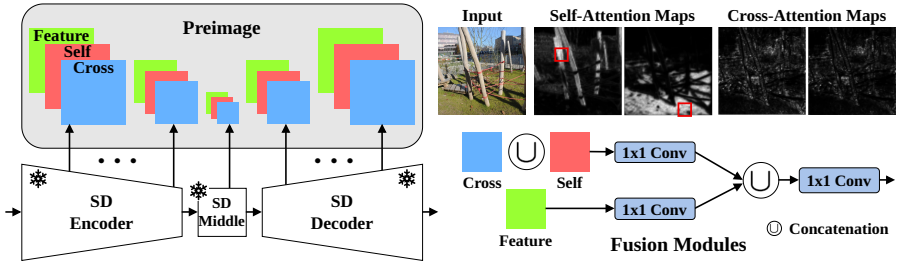 Preimage
Feature
Self
Cross
• • •
• • •
SD
Encoder
SD
Middle
SD
Decoder
Input
Self-Attention Maps
Cross-Attention Maps
Cross
∪
Self
1x1 Conv
Feature
1x1 Conv
∪
1x1 Conv
Fusion Modules
∪ Concatenation